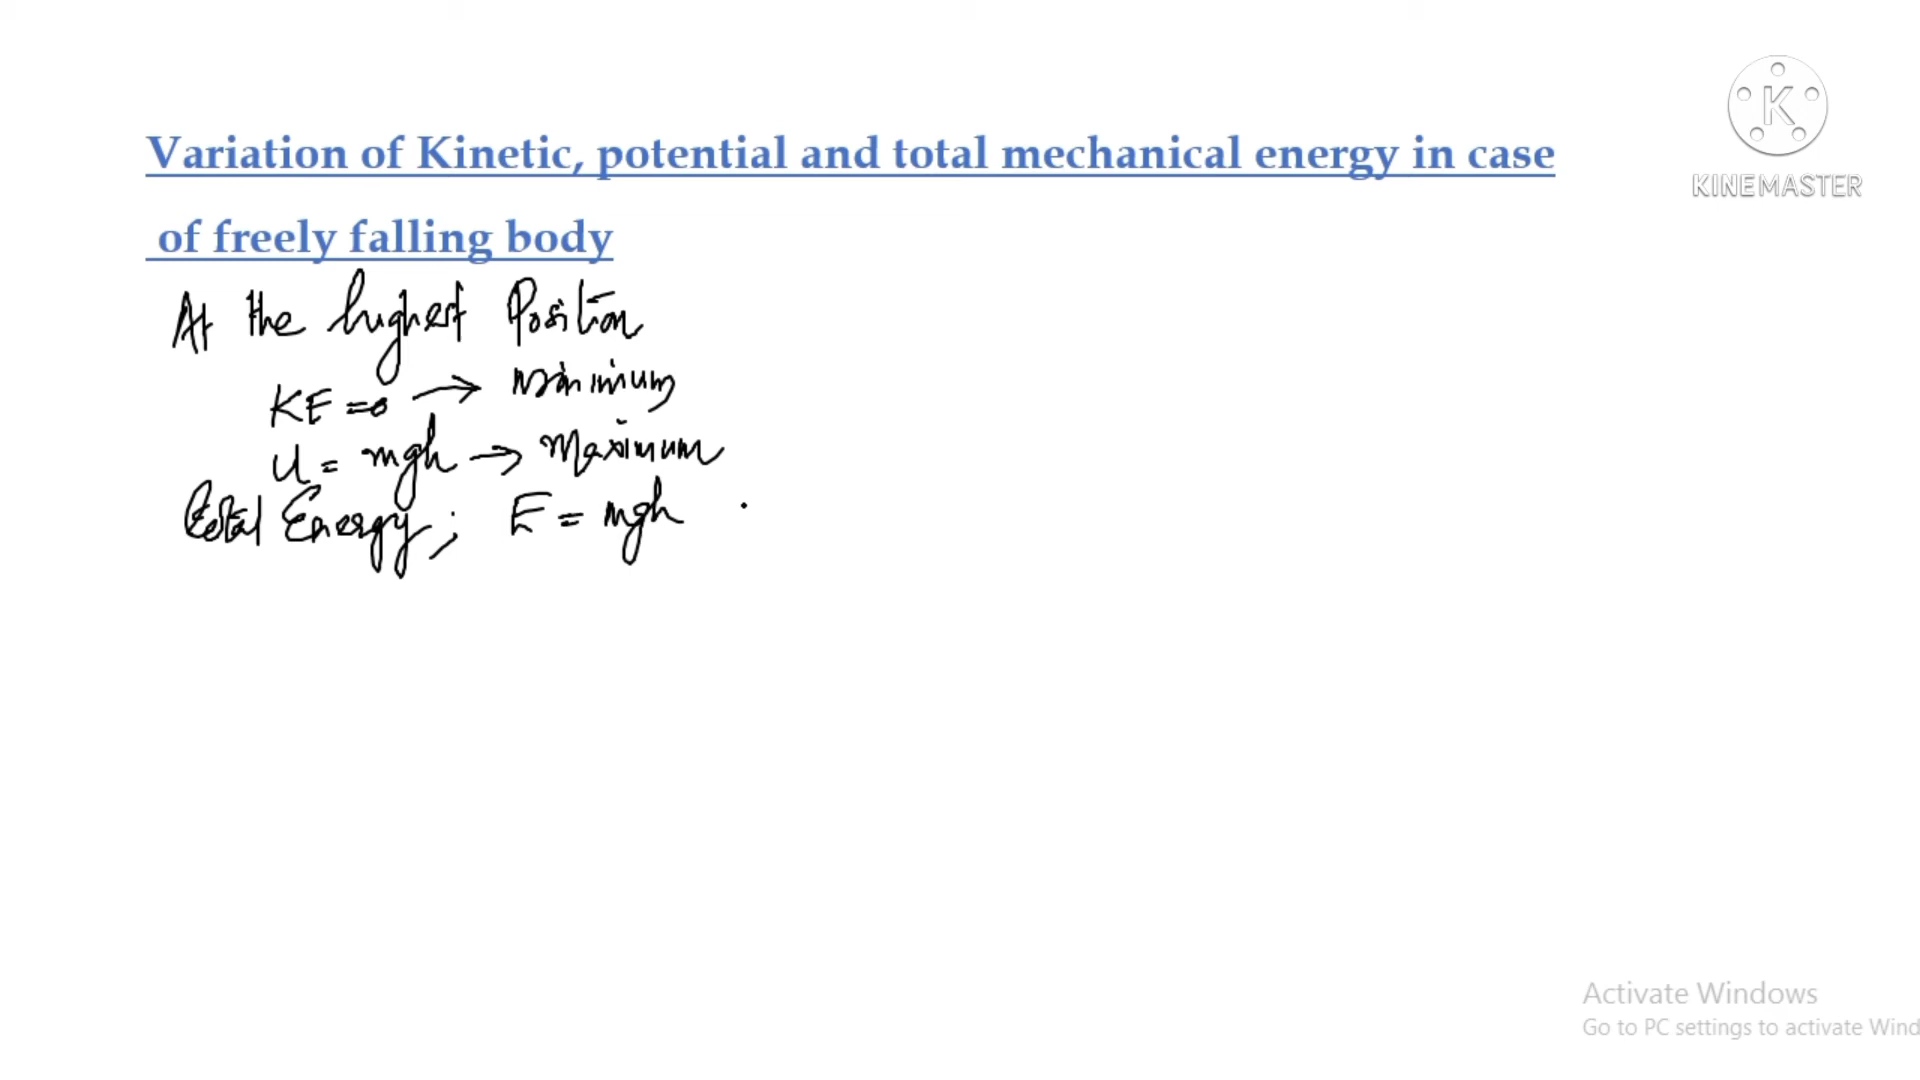 Variation of Kinetic, potential and total mechanical energy in case
of freely falling body
At the highest Position
KE = 0 → Minimum
U = mgh → Maximum
total Energy; E = mgh
K
KINEMASTER
Activate Windows
Go to PC settings to activate Wind